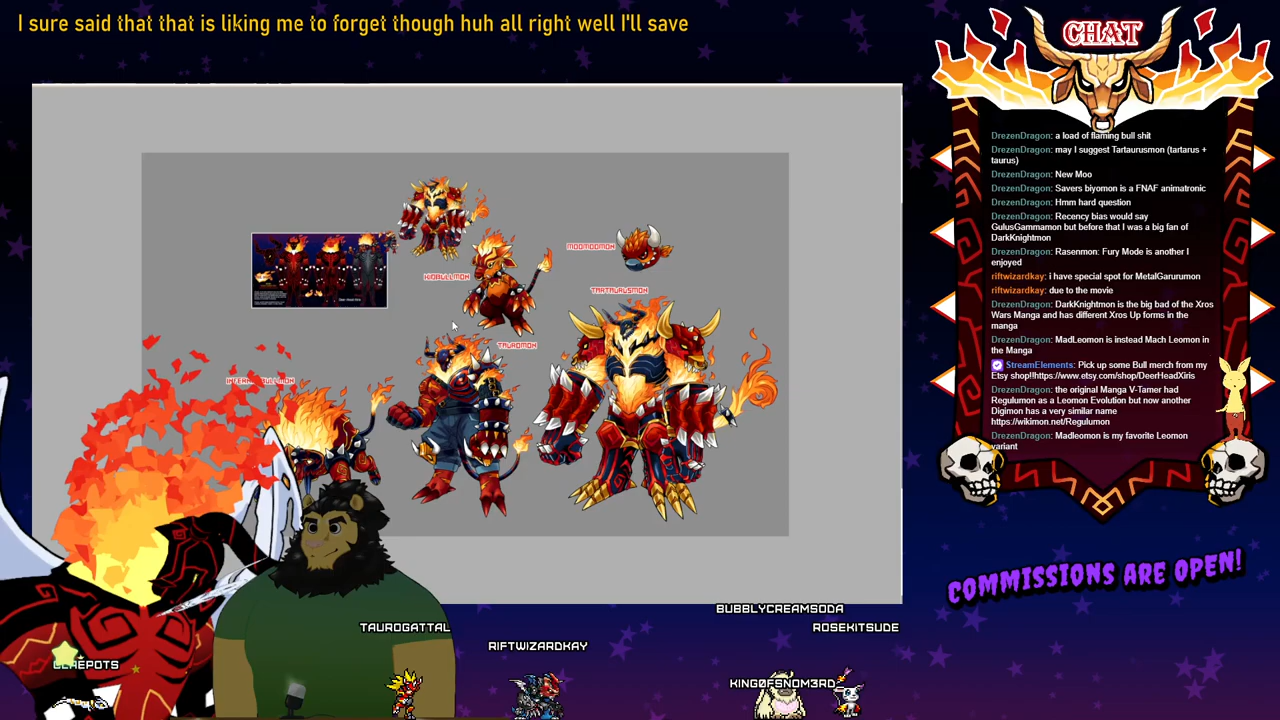 I sure said that that is liking me to forget though huh all right well I'll save
CHAT
DrezenDragon: a load of flaming bull shit
DrezenDragon: may I suggest Tartaurusmon (tartarus +
taurus)
DrezenDragon: New Moo
DrezenDragon: Savers biyomon is a FNAF animatronic
DrezenDragon: Hmm hard question
DrezenDragon: Recency bias would say
GulusGammamon but before that I was a big fan of
DarkKnightmon
DrezenDragon: Rasenmon: Fury Mode is another I
enjoyed
riftwizardkay: i have special spot for MetalGarurumon
riftwizardkay: due to the movie
DrezenDragon: DarkKnightmon is the big bad of the Xros
Wars Manga and has different Xros Up forms in the
manga
DrezenDragon: MadLeomon is instead Mach Leomon in
the Manga
StreamElements: Pick up some Bull merch from my
Etsy shop!!https://www.etsy.com/shop/DeerHeadXiris
DrezenDragon: the original Manga V-Tamer had
Regulumon as a Leomon Evolution but now another
Digimon has a very similar name
https://wikimon.net/Regulumon
DrezenDragon: Madleomon is my favorite Leomon
variant
MOOMOOMON
KIDBULLMON
TARTAURUSMON
TAUROMON
COMMISSIONS ARE OPEN!
BUBBLYCREAMSODA
TAUROGATTAL
ROSEKITSUDE
RIFTWIZARDKAY
KING0FSNOM3RD